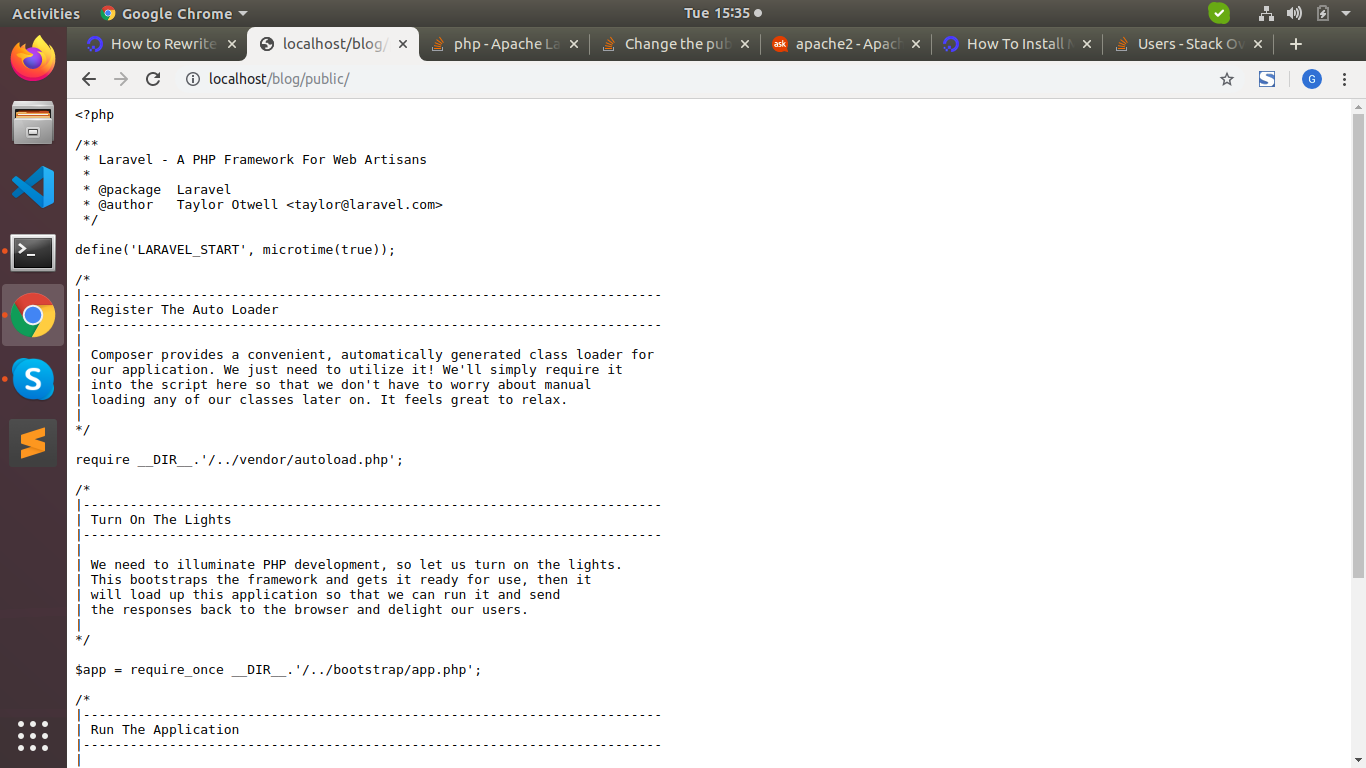 Activities Google Chrome Tue 15:35
How to Rewrite localhost/blog/ php - Apache La Change the pub apache2 - Apach How To Install M Users - Stack Ov
localhost/blog/public/ G
<?php
/**
 * Laravel - A PHP Framework For Web Artisans
 *
 * @package  Laravel
 * @author   Taylor Otwell <taylor@laravel.com>
 */
define('LARAVEL_START', microtime(true));
/*
|--------------------------------------------------------------------------
| Register The Auto Loader
|--------------------------------------------------------------------------
|
| Composer provides a convenient, automatically generated class loader for
| our application. We just need to utilize it! We'll simply require it
| into the script here so that we don't have to worry about manual
| loading any of our classes later on. It feels great to relax.
|
*/
require __DIR__.'/../vendor/autoload.php';
/*
|--------------------------------------------------------------------------
| Turn On The Lights
|--------------------------------------------------------------------------
|
| We need to illuminate PHP development, so let us turn on the lights.
| This bootstraps the framework and gets it ready for use, then it
| will load up this application so that we can run it and send
| the responses back to the browser and delight our users.
|
*/
$app = require_once __DIR__.'/../bootstrap/app.php';
/*
|--------------------------------------------------------------------------
| Run The Application
|--------------------------------------------------------------------------
|